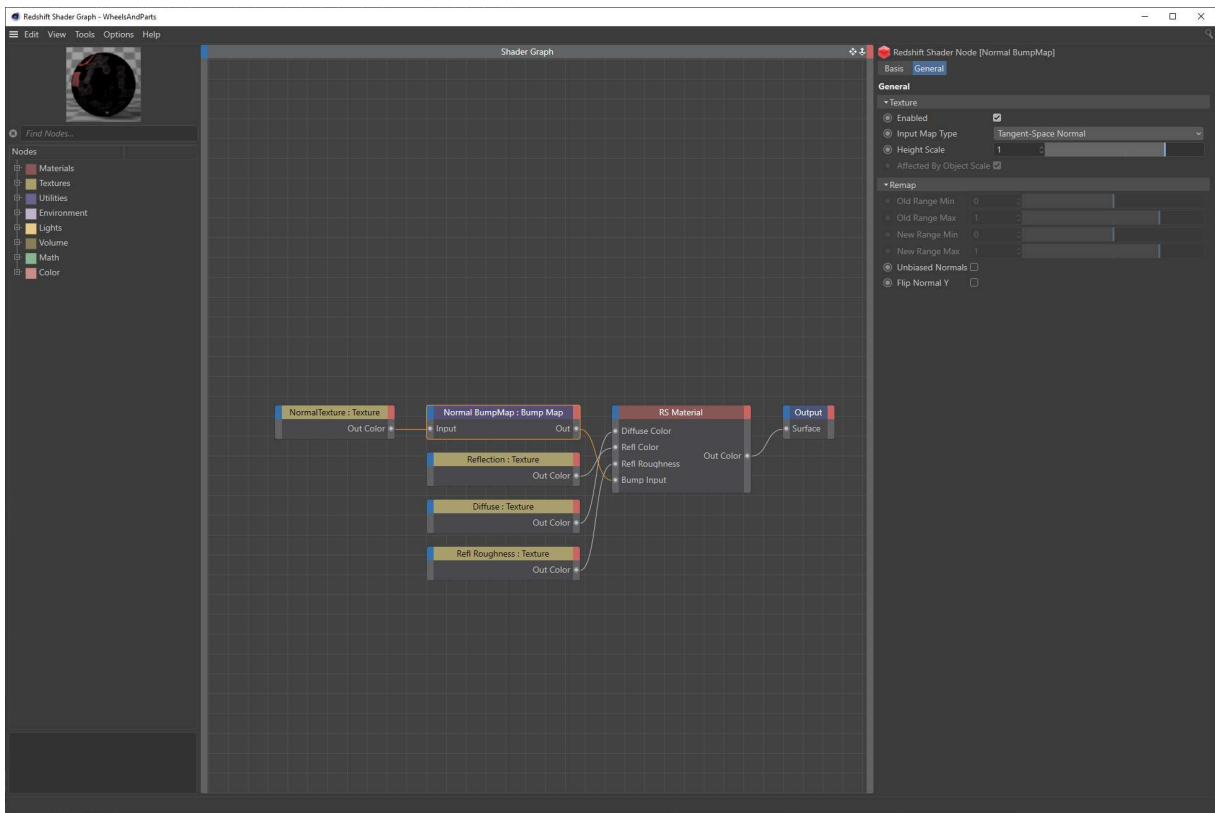 Redshift Shader Graph - WheelsAndParts
Edit View Tools Options Help
Find Nodes...
Nodes
Materials
Textures
Utilities
Environment
Lights
Volume
Math
Color
Shader Graph
NormalTexture : Texture
Out Color
Normal BumpMap : Bump Map
Input Out
Reflection : Texture
Out Color
Diffuse : Texture
Out Color
Refl Roughness : Texture
Out Color
RS Material
Diffuse Color
Refl Color
Out Color
Refl Roughness
Bump Input
Output
Surface
Redshift Shader Node [Normal BumpMap]
Basis General
General
Texture
Enabled
Input Map Type Tangent-Space Normal
Height Scale 1
Affected By Object Scale
Remap
Old Range Min 0
Old Range Max 1
New Range Min 0
New Range Max 1
Unbiased Normals
Flip Normal Y